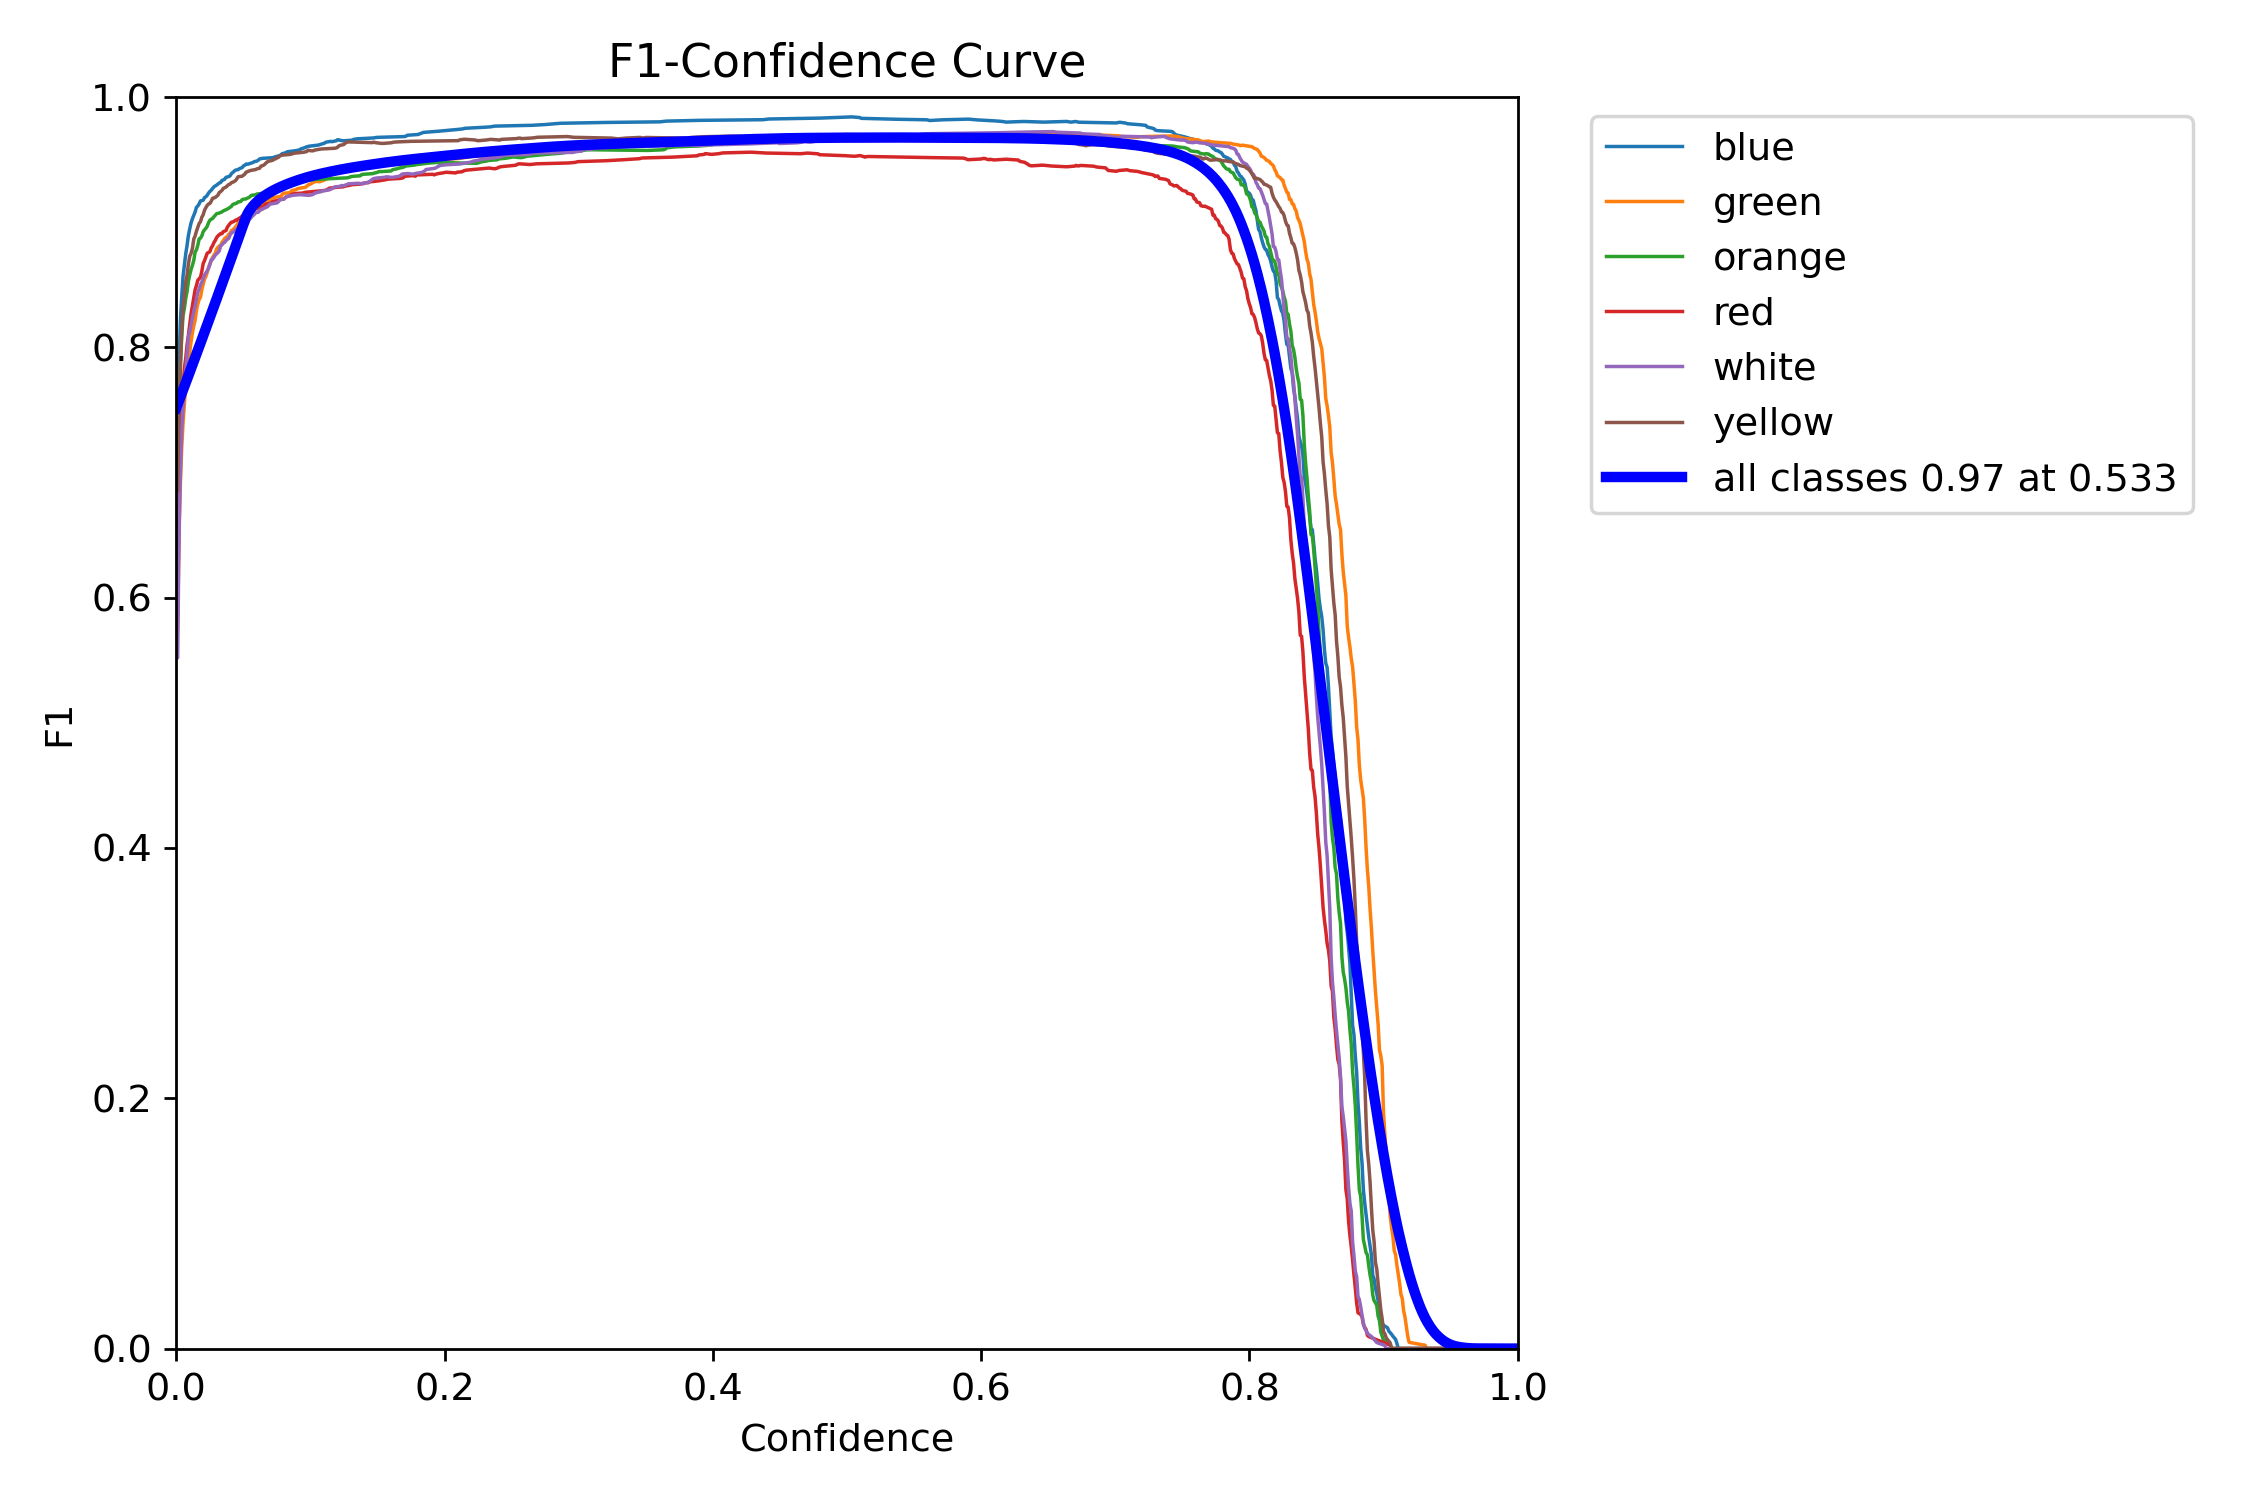 F1-Confidence Curve
1.0
0.8
0.6
0.4
0.2
0.0
F1
0.0 0.2 0.4 0.6 0.8 1.0
Confidence
blue
green
orange
red
white
yellow
all classes 0.97 at 0.533